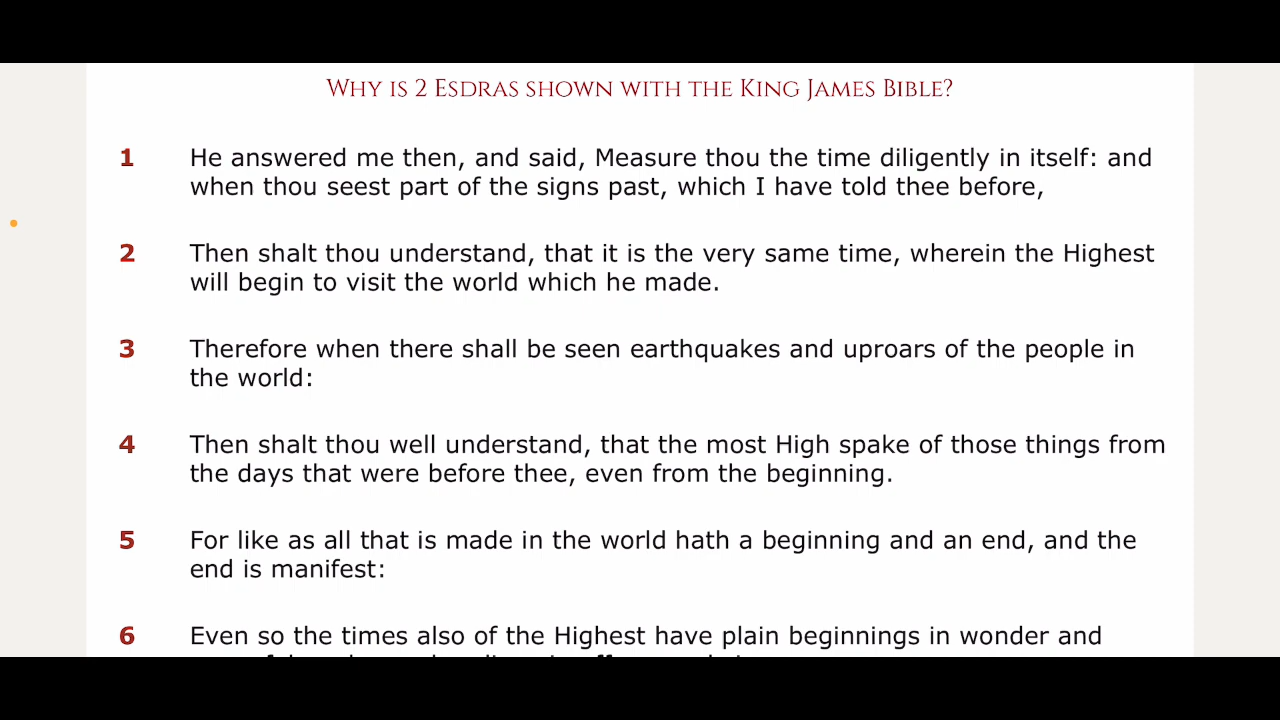 Why is 2 Esdras shown with the King James Bible?
1 He answered me then, and said, Measure thou the time diligently in itself: and
when thou seest part of the signs past, which I have told thee before,
2 Then shalt thou understand, that it is the very same time, wherein the Highest
will begin to visit the world which he made.
3 Therefore when there shall be seen earthquakes and uproars of the people in
the world:
4 Then shalt thou well understand, that the most High spake of those things from
the days that were before thee, even from the beginning.
5 For like as all that is made in the world hath a beginning and an end, and the
end is manifest:
6 Even so the times also of the Highest have plain beginnings in wonder and